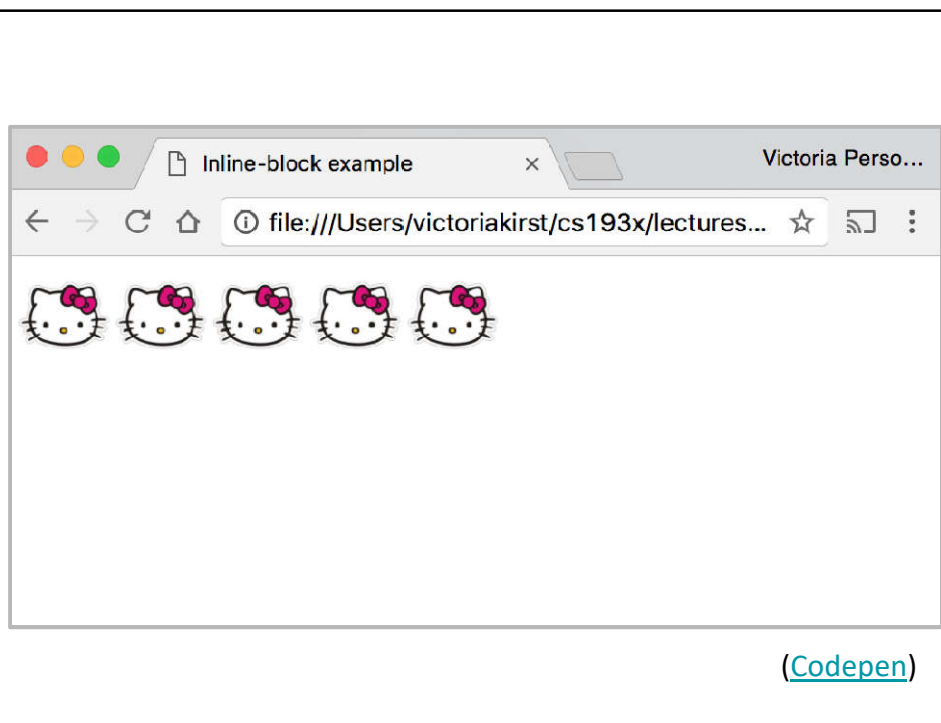 Inline-block example
Victoria Perso...
file:///Users/victoriakirst/cs193x/lectures...
(Codepen)